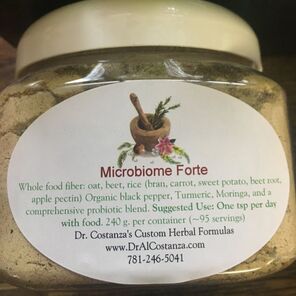 Microbiome Forte
Whole food fiber: oat, beet, rice (bran, carrot, sweet potato, beet root,
apple pectin) Organic black pepper, Turmeric, Moringa, and a
comprehensive probiotic blend. Suggested Use: One tsp per day
with food. 240 g. per container (~95 servings)
Dr. Costanza's Custom Herbal Formulas
www.DrAlCostanza.com
781-246-5041